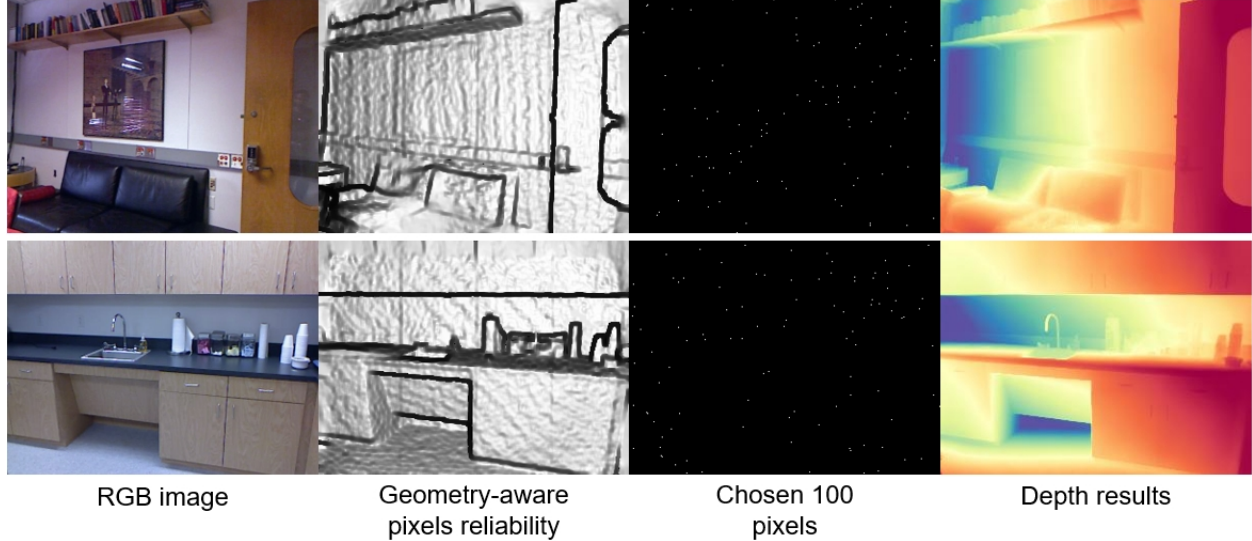 RGB image
Geometry-aware
pixels reliability
Chosen 100
pixels
Depth results